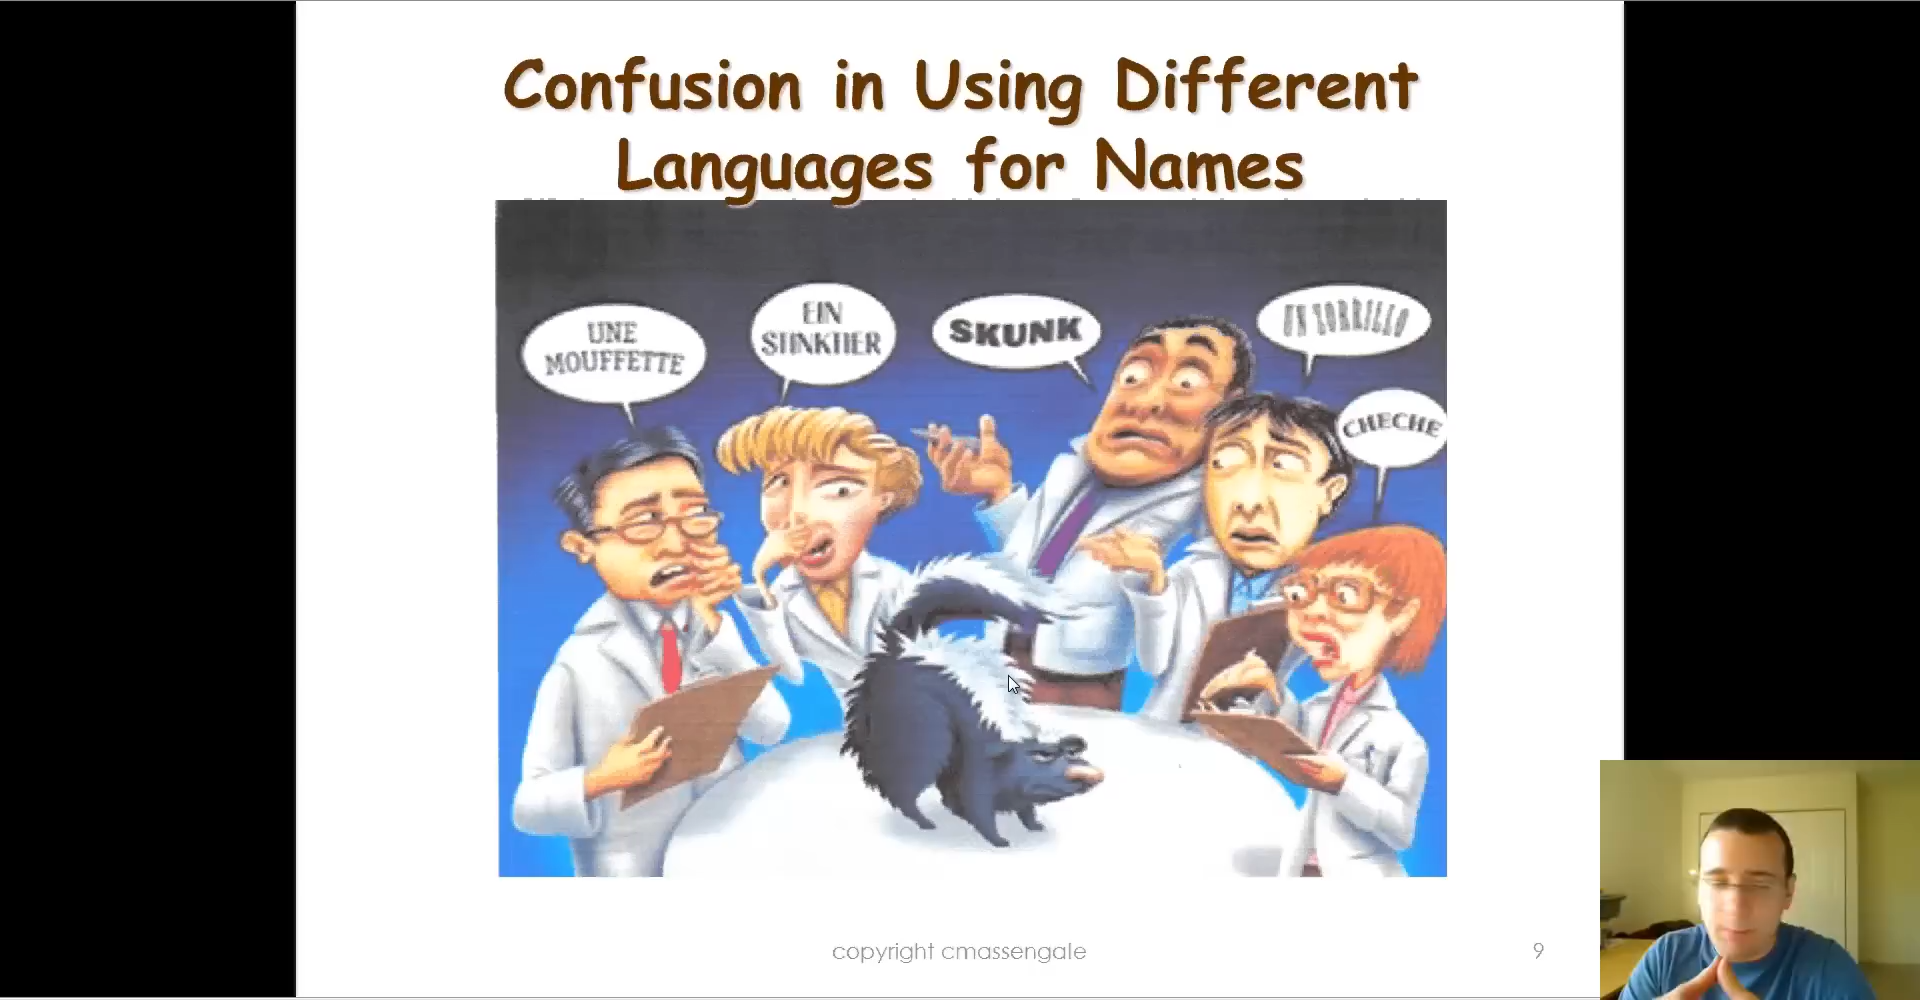 Confusion in Using Different
Languages for Names
UNE
MOUFFETTE
EIN
STINKTIER
SKUNK
UN ZORRILLO
CHECHE
copyright cmassengale
9